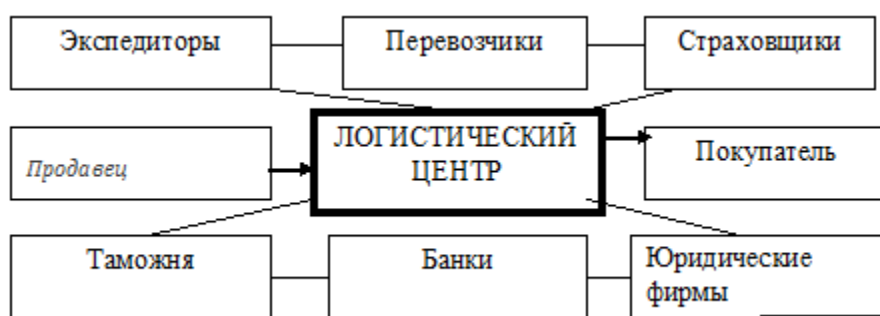 Экспедиторы
Перевозчики
Страховщики
Продавец
ЛОГИСТИЧЕСКИЙ
ЦЕНТР
Покупатель
Таможня
Банки
Юридические
фирмы